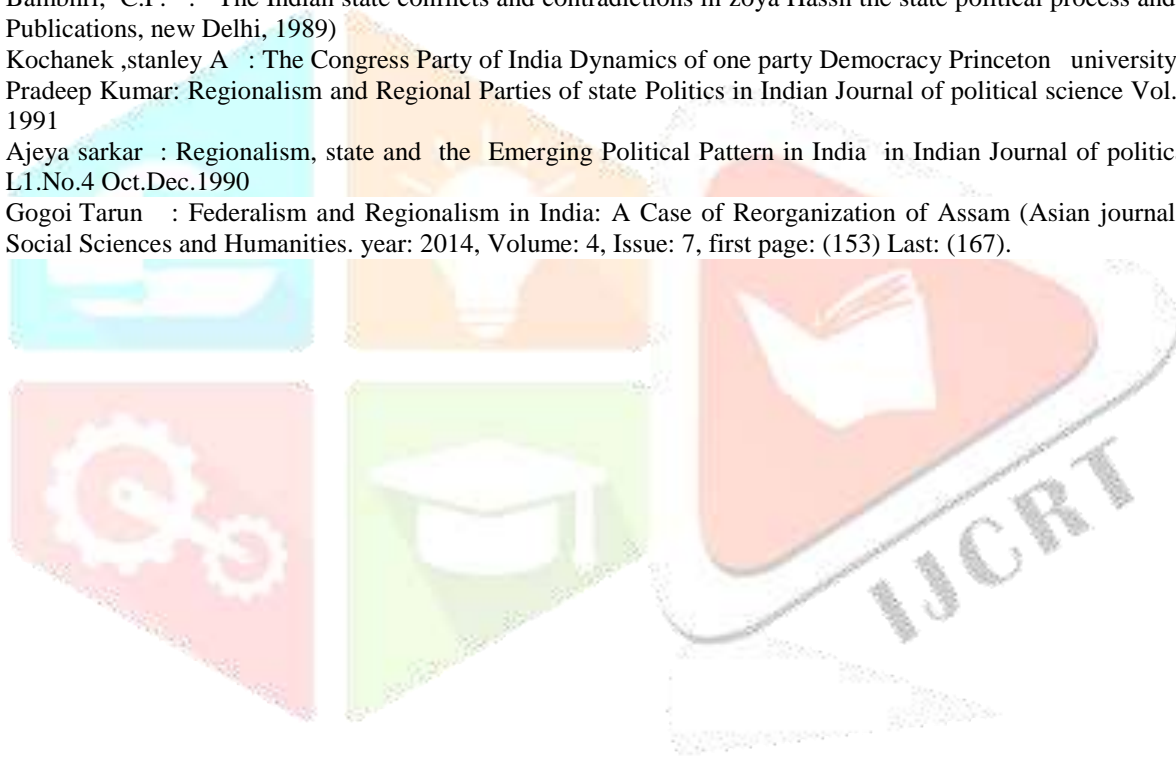 Bambhri, C.P. : The Indian state conflicts and contradictions in zoya Hassn the state political process and
Publications, new Delhi, 1989)
Kochanek ,stanley A : The Congress Party of India Dynamics of one party Democracy Princeton university
Pradeep Kumar: Regionalism and Regional Parties of state Politics in Indian Journal of political science Vol.
1991
Ajeya sarkar : Regionalism, state and the Emerging Political Pattern in India in Indian Journal of politic
L1.No.4 Oct.Dec.1990
Gogoi Tarun : Federalism and Regionalism in India: A Case of Reorganization of Assam (Asian journal
Social Sciences and Humanities. year: 2014, Volume: 4, Issue: 7, first page: (153) Last: (167).
IJCRT